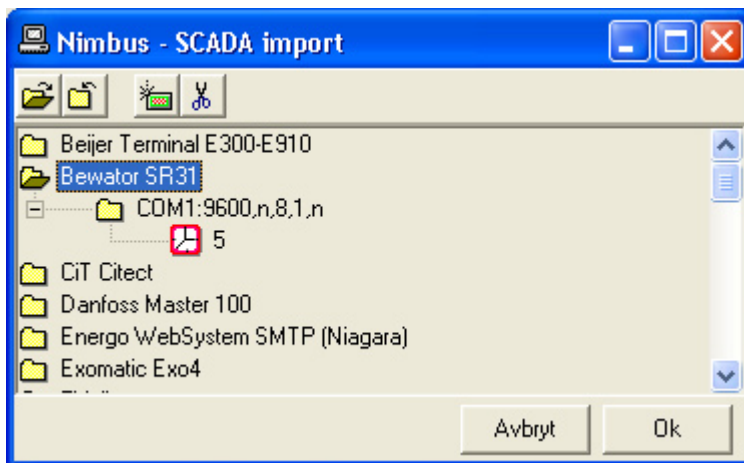 Nimbus - SCADA import
Beijer Terminal E300-E910
Bewator SR31
COM1:9600,n,8,1,n
5
CiT Citect
Danfoss Master 100
Energo WebSystem SMTP (Niagara)
Exomatic Exo4
Avbryt Ok